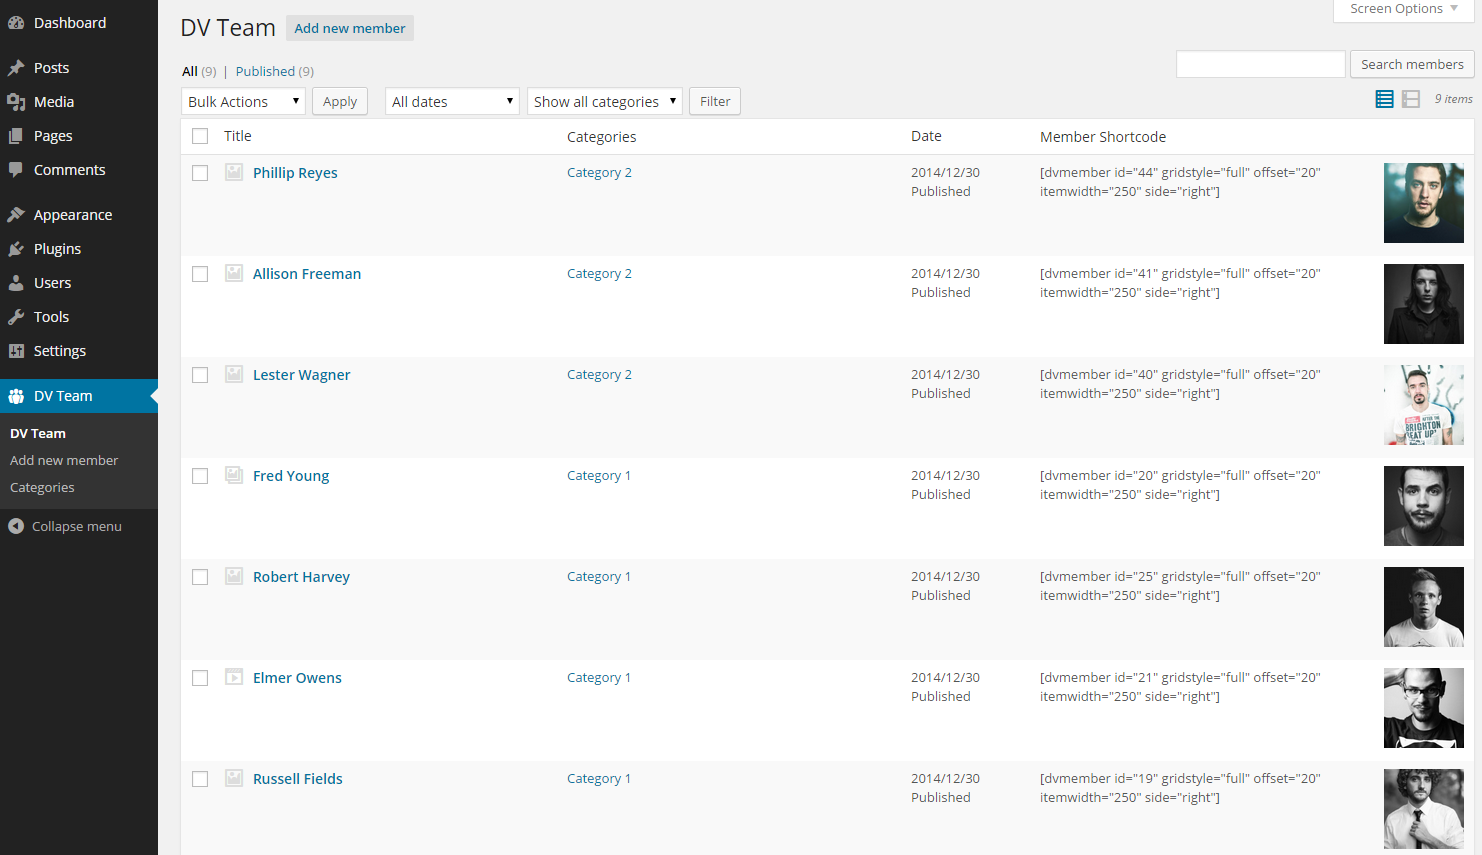 Dashboard
Posts
Media
Pages
Comments
Appearance
Plugins
Users
Tools
Settings
DV Team
DV Team
Add new member
Categories
Collapse menu
Screen Options
DV Team Add new member
All (9) | Published (9)
Search members
Bulk Actions Apply All dates Show all categories Filter
9 items
Title Categories Date Member Shortcode
Phillip Reyes Category 2 2014/12/30 [dvmember id="44" gridstyle="full" offset="20"
Published itemwidth="250" side="right"]
Allison Freeman Category 2 2014/12/30 [dvmember id="41" gridstyle="full" offset="20"
Published itemwidth="250" side="right"]
Lester Wagner Category 2 2014/12/30 [dvmember id="40" gridstyle="full" offset="20"
Published itemwidth="250" side="right"]
AFTER THE
BRIGHTON
BEAT UP
Fred Young Category 1 2014/12/30 [dvmember id="20" gridstyle="full" offset="20"
Published itemwidth="250" side="right"]
Robert Harvey Category 1 2014/12/30 [dvmember id="25" gridstyle="full" offset="20"
Published itemwidth="250" side="right"]
Elmer Owens Category 1 2014/12/30 [dvmember id="21" gridstyle="full" offset="20"
Published itemwidth="250" side="right"]
Russell Fields Category 1 2014/12/30 [dvmember id="19" gridstyle="full" offset="20"
Published itemwidth="250" side="right"]